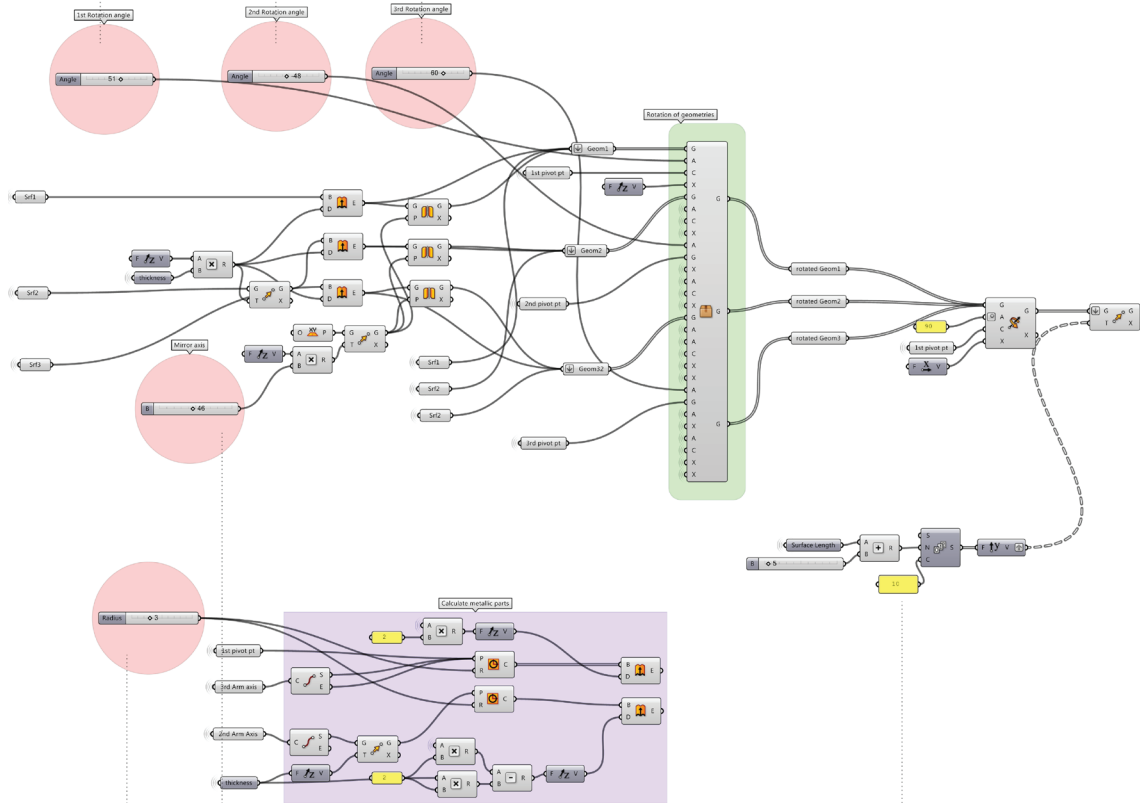 1st Rotation angle
2nd Rotation angle
3rd Rotation angle
Angle 51
Angle -48
Angle 60
Rotation of geometries
Geom1
1st pivot pt
F Z V
Srf1
B D E
G P G X
B D E
G P G X
Geom2
F Z V
thickness
A B R
Srf2
G T G X
B D E
G P G X
2nd pivot pt
XY
O P
G T G X
F Z V
A B R
Mirror axis
Srf3
Srf1
Srf2
Srf2
Geom32
B 46
3rd pivot pt
G
A
C
X
G
A
C
X
A
G
X
A
C
X
G
A
A
C
X
X
A
G
X
A
C
X
X
G
G
G
rotated Geom1
rotated Geom2
rotated Geom3
90
1st pivot pt
F X V
G A C X G X
G T G X
Surface Length
B 5
A B R
S N C S
F y V
10
Radius 3
Calculate metallic parts
2
A B R
F Z V
1st pivot pt
P R C
B D E
3rd Arm axis
C S E
P R C
B D E
2nd Arm Axis
C S E
G T G X
A B R
thickness
F Z V
2
A B R
A B R
F Z V